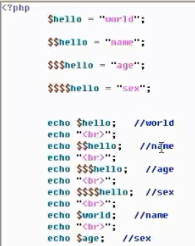 <?php
$hello = "world";
$$hello = "name";
$$$hello = "age";
$$$$hello = "sex";
echo $hello; //world
echo "<br>";
echo $$hello; //name
echo "<br>";
echo $$$hello; //age
echo "<br>";
echo $$$$hello; //sex
echo "<br>";
echo $world; //name
echo "<br>";
echo $age; //sex